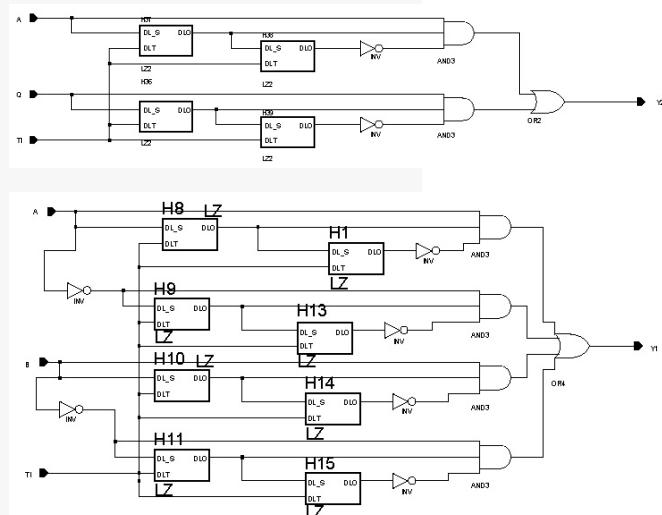 H37
A
DL_S DLO
H38
DLT
DL_S DLO
INV
DLT
AND3
LZ2
LZ2
H36
Q
DL_S DLO
H39
DLT
DL_S DLO
OR2
Y2
DLT
INV
AND3
TI
LZ2
LZ2
A
H8 LZ
DL_S DLO
H1
DLT
DL_S DLO
INV
AND3
DLT
LZ
INV
H9
DL_S DLO
H13
DLT
DL_S DLO
INV
AND3
LZ
DLT
Y1
LZ
B
H10 LZ
DL_S DLO
H14
OR4
DLT
DL_S DLO
INV
AND3
INV
DLT
LZ
H11
DL_S DLO
H15
TI
DLT
DL_S DLO
INV
AND3
LZ
DLT
LZ